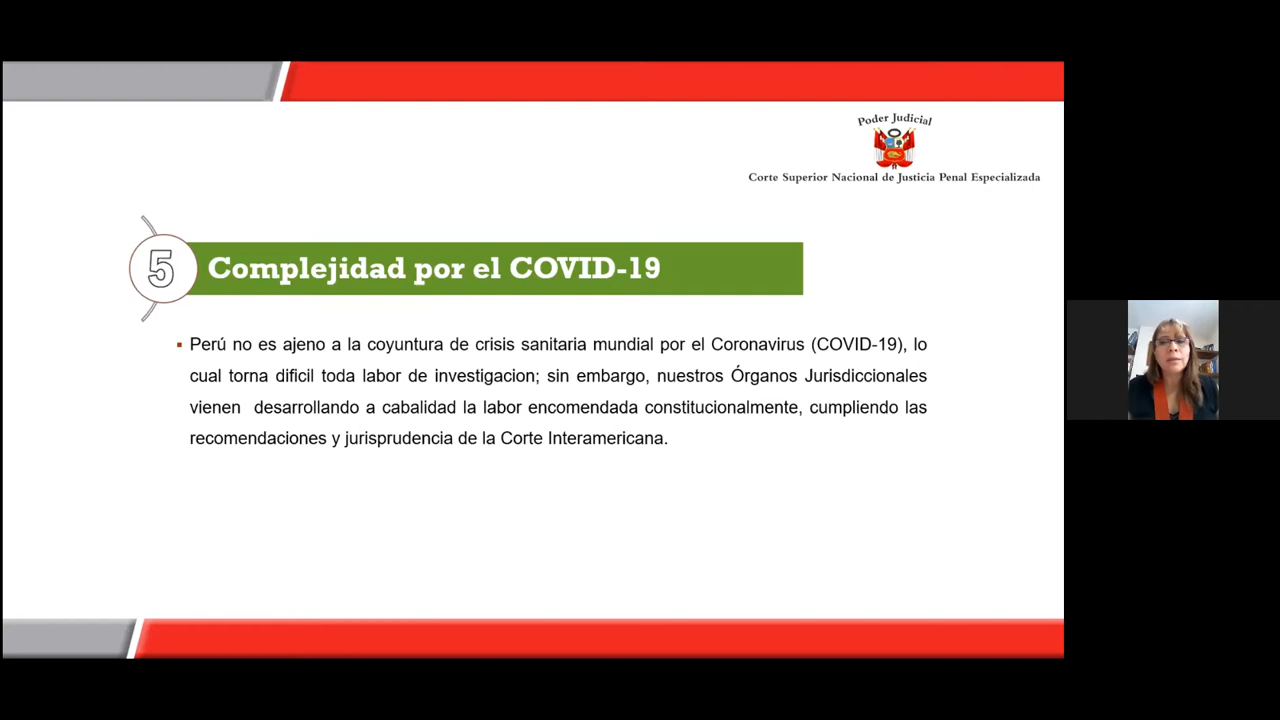 Poder Judicial
Corte Superior Nacional de Justicia Penal Especializada
5
Complejidad por el COVID-19
Perú no es ajeno a la coyuntura de crisis sanitaria mundial por el Coronavirus (COVID-19), lo
cual torna dificil toda labor de investigacion; sin embargo, nuestros Órganos Jurisdiccionales
vienen desarrollando a cabalidad la labor encomendada constitucionalmente, cumpliendo las
recomendaciones y jurisprudencia de la Corte Interamericana.